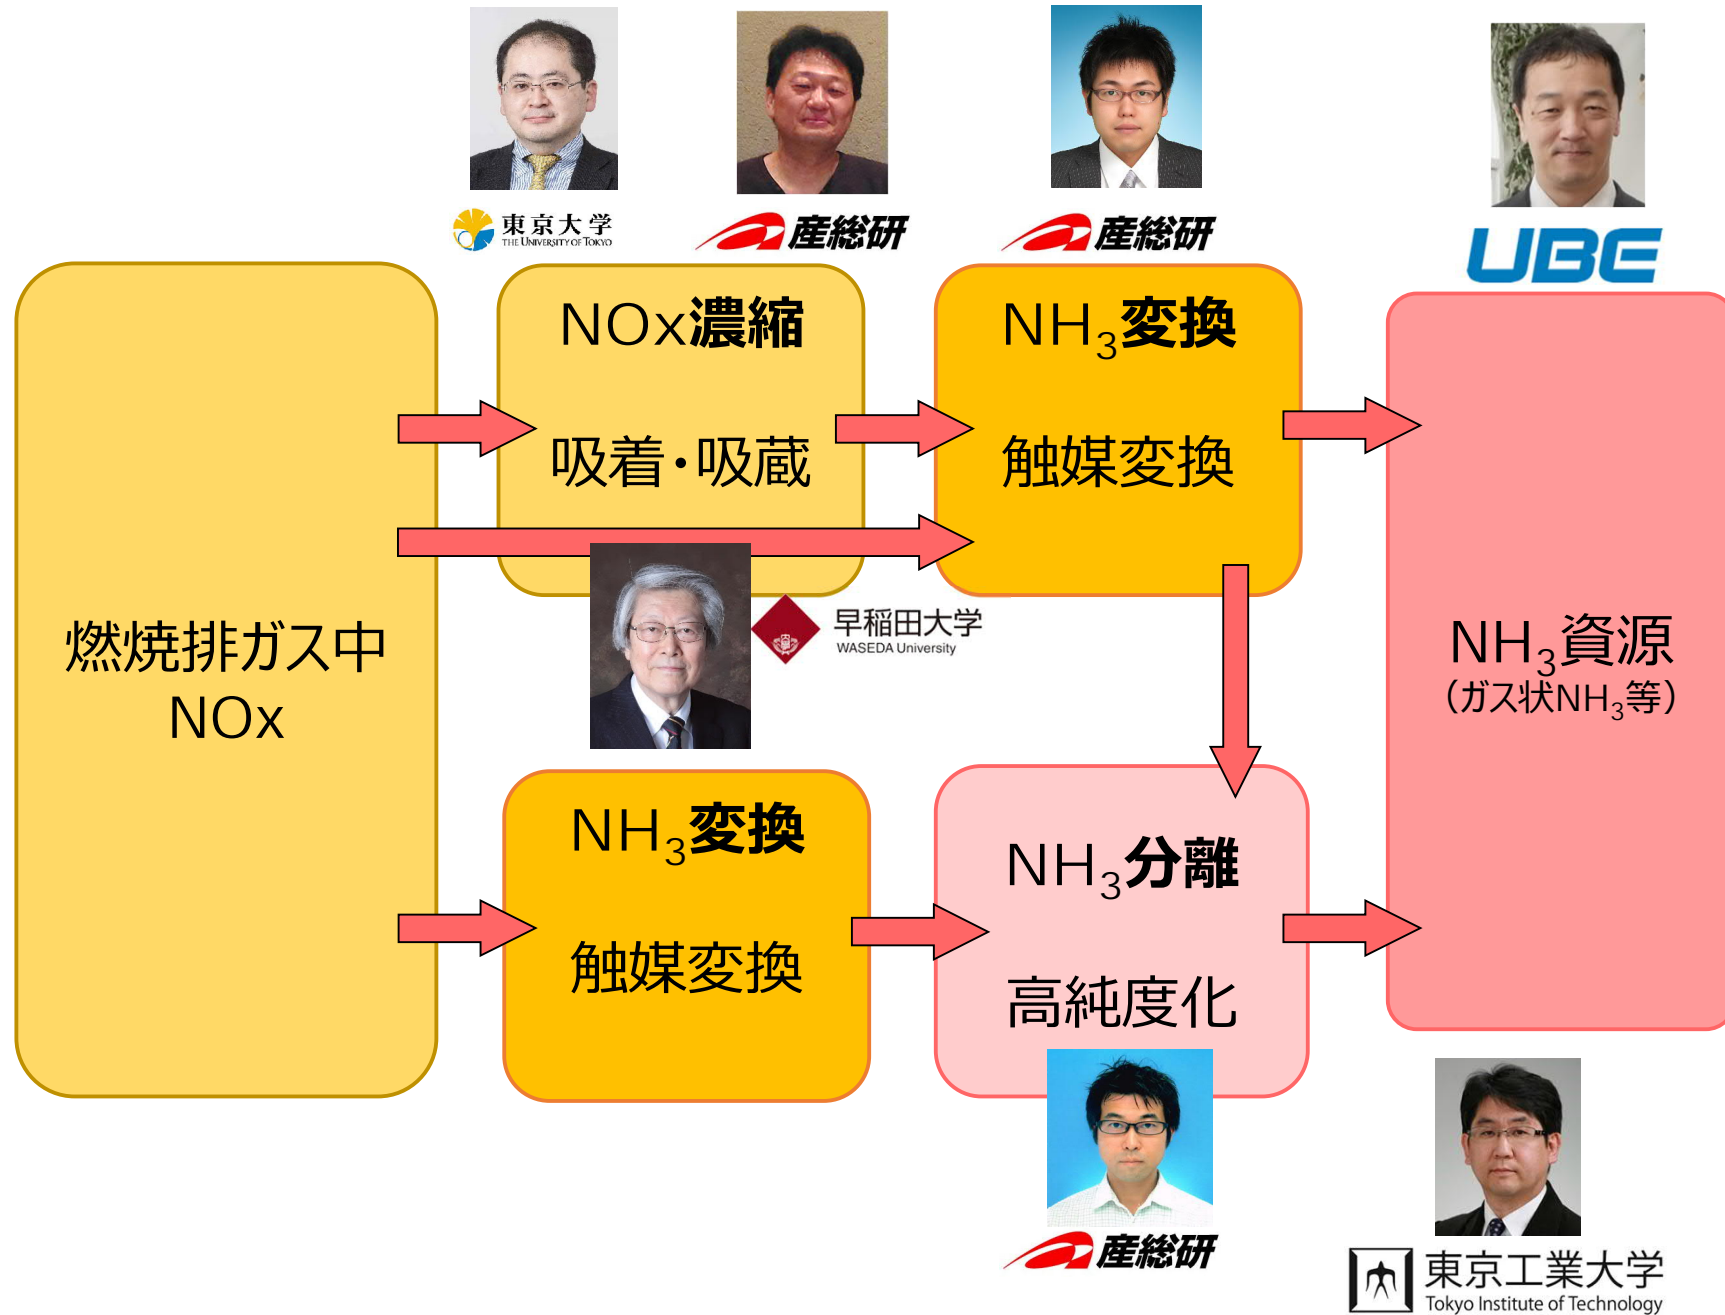 東京大学
THE UNIVERSITY OF TOKYO
産総研
産総研
UBE
NOx濃縮
吸着・吸蔵
NH₃変換
触媒変換
燃焼排ガス中
NOx
早稲田大学
WASEDA University
NH₃資源
（ガス状NH₃等）
NH₃変換
触媒変換
NH₃分離
高純度化
産総研
東京工業大学
Tokyo Institute of Technology